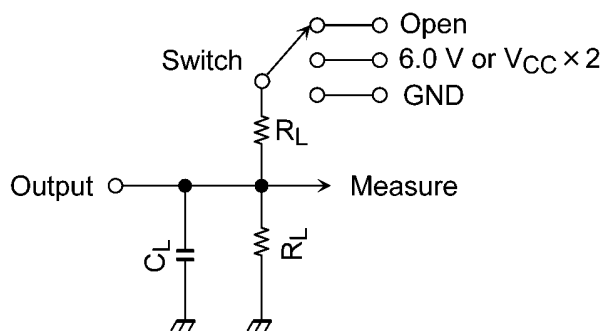 Open
Switch
6.0 V or VCC × 2
GND
RL
Output
Measure
CL
RL